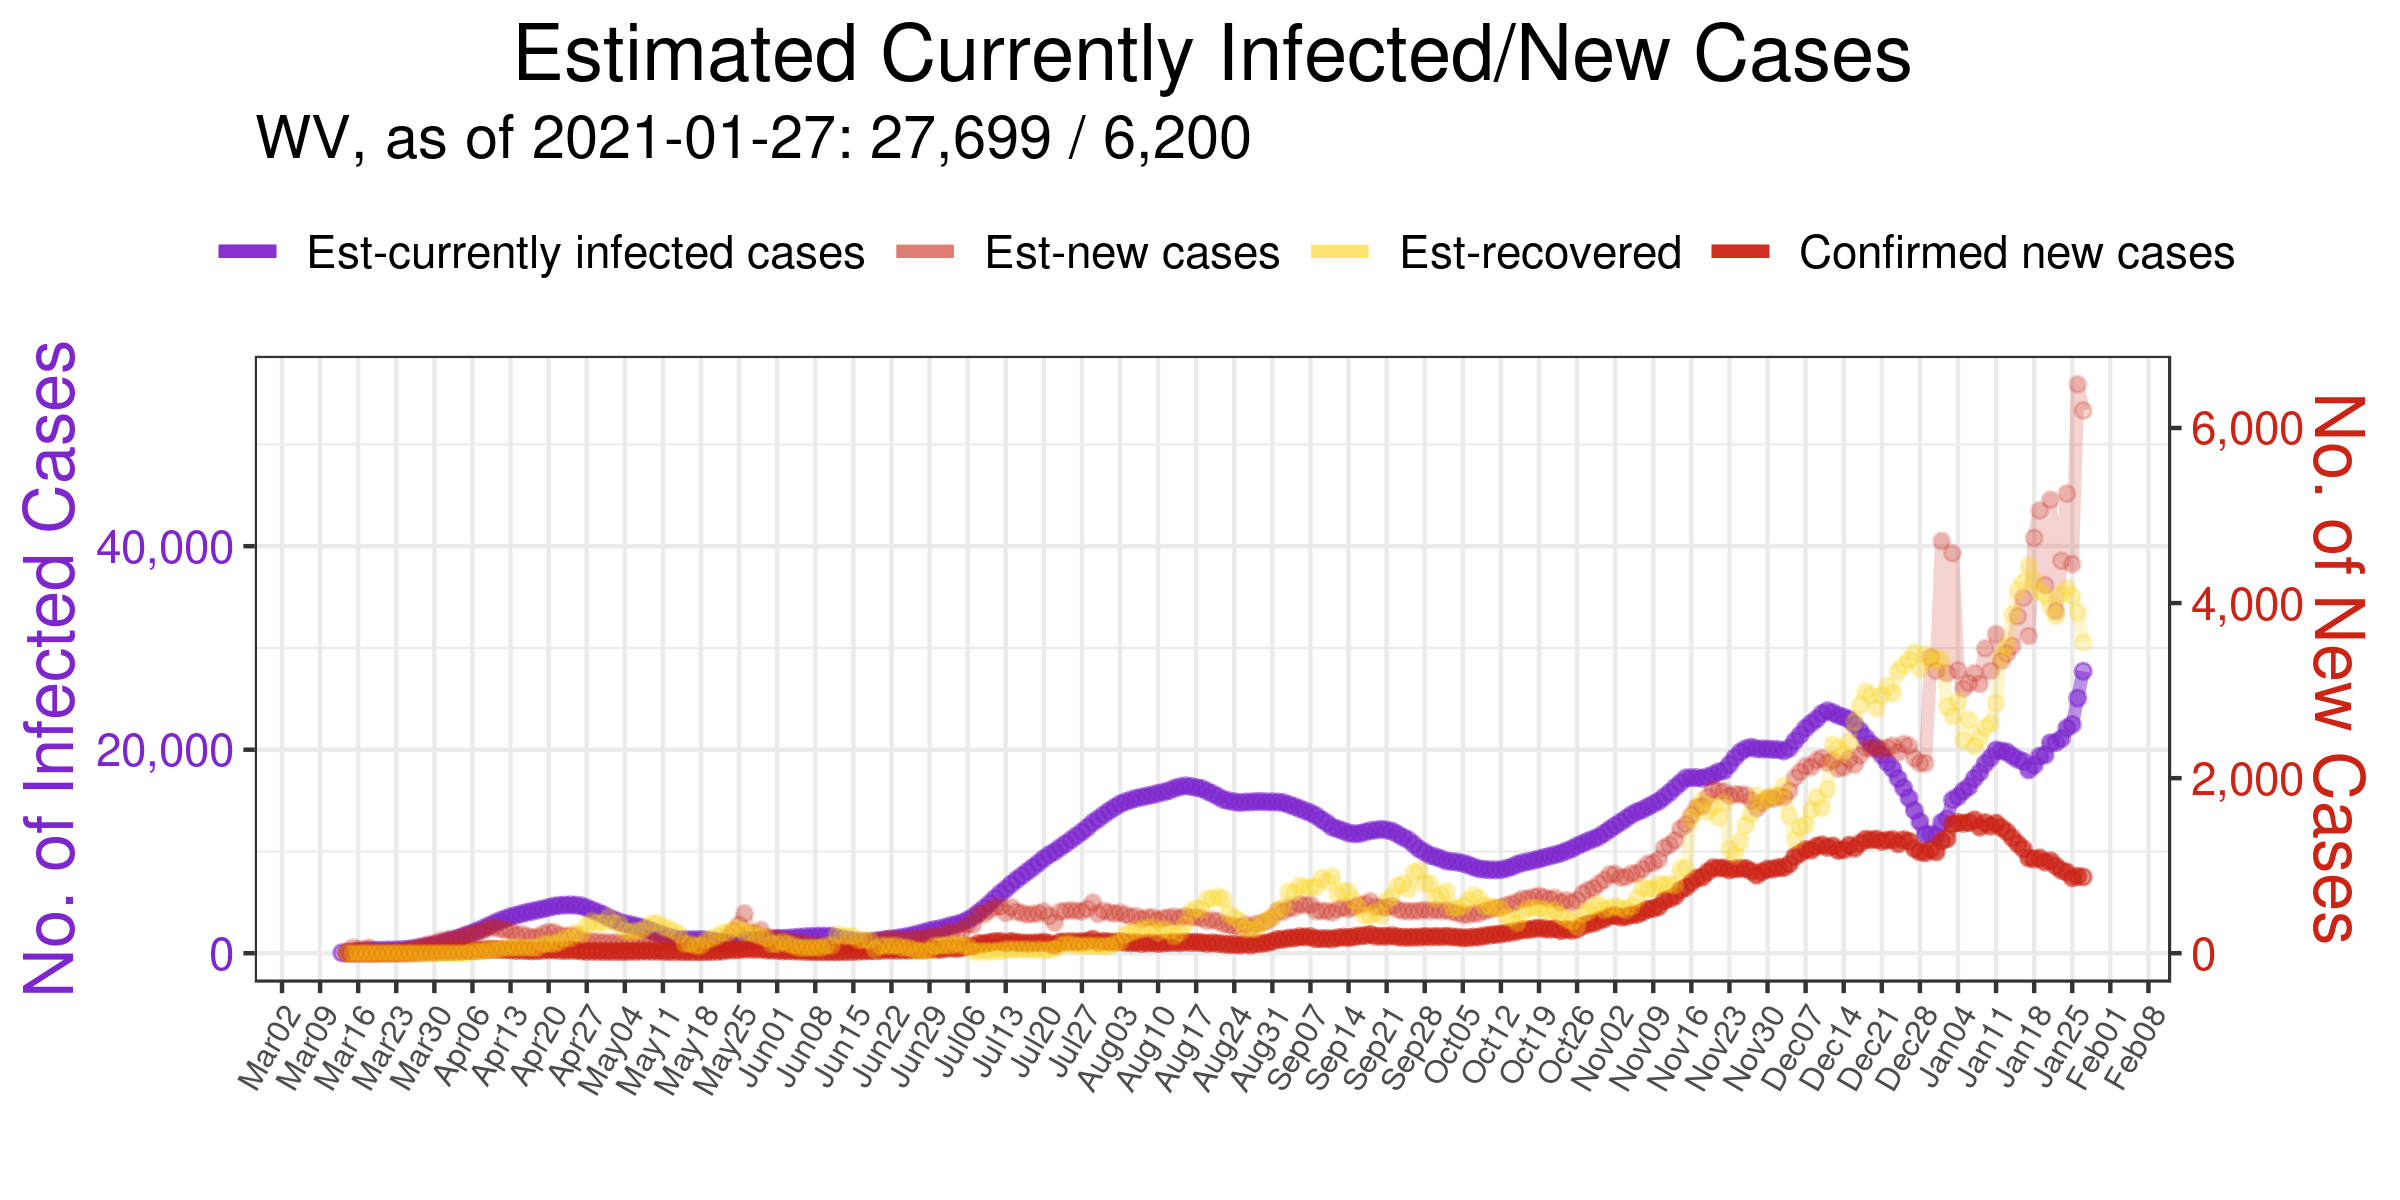 Estimated Currently Infected/New Cases
WV, as of 2021-01-27: 27,699 / 6,200
Est-currently infected cases Est-new cases Est-recovered Confirmed new cases
No. of Infected Cases
40,000
20,000
0
6,000
4,000
2,000
0
No. of New Cases
Mar02 Mar09 Mar16 Mar23 Mar30 Apr06 Apr13 Apr20 Apr27 May04 May11 May18 May25 Jun01 Jun08 Jun15 Jun22 Jun29 Jul06 Jul13 Jul20 Jul27 Aug03 Aug10 Aug17 Aug24 Aug31 Sep07 Sep14 Sep21 Sep28 Oct05 Oct12 Oct19 Oct26 Nov02 Nov09 Nov16 Nov23 Nov30 Dec07 Dec14 Dec21 Dec28 Jan04 Jan11 Jan18 Jan25 Feb01 Feb08